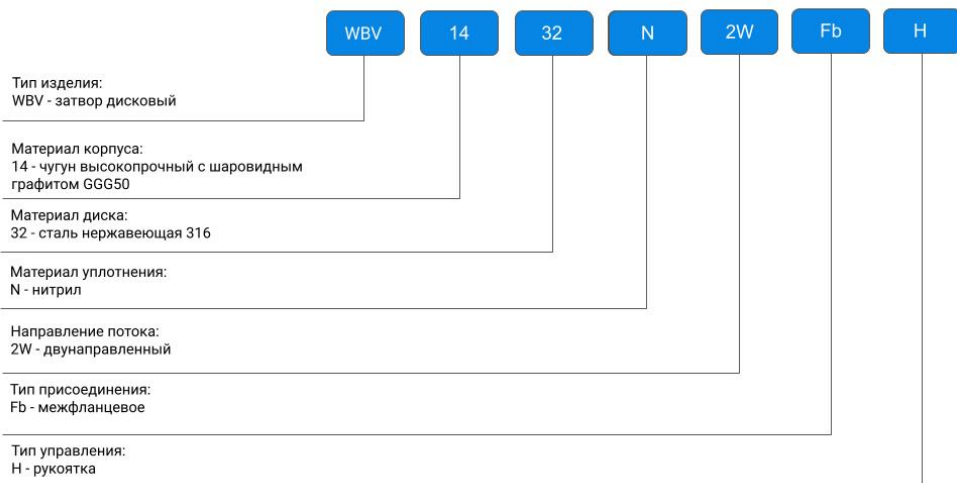 WBV 14 32 N 2W Fb H
Тип изделия:
WBV - затвор дисковый
Материал корпуса:
14 - чугун высокопрочный с шаровидным
графитом GGG50
Материал диска:
32 - сталь нержавеющая 316
Материал уплотнения:
N - нитрил
Направление потока:
2W - двунаправленный
Тип присоединения:
Fb - межфланцевое
Тип управления:
H - рукоятка